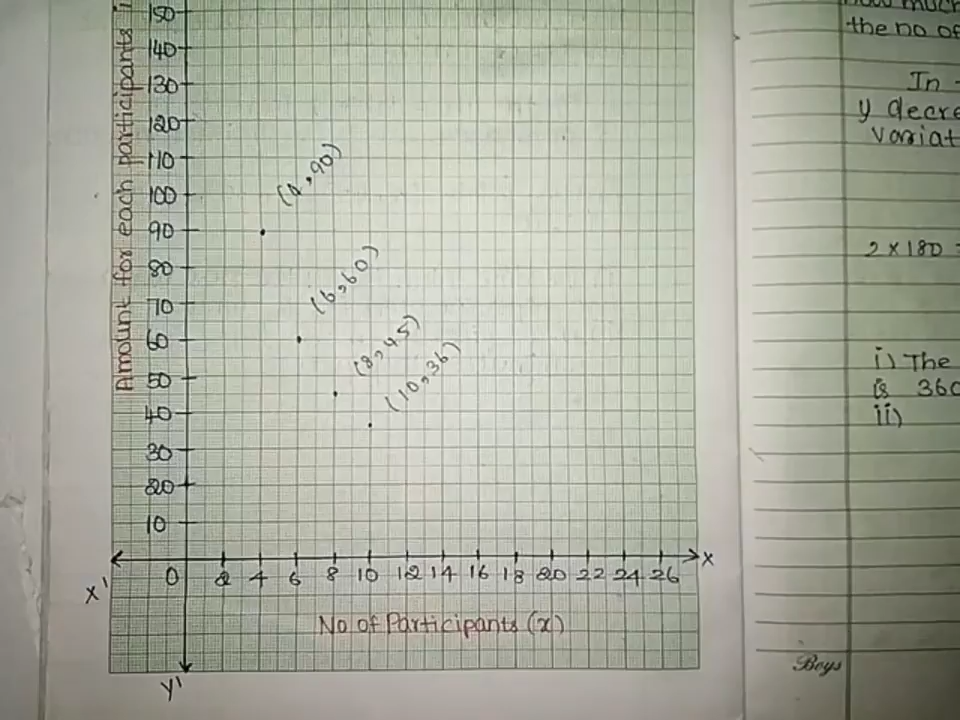 Amount for each participants
150
140
130
120
110
100
90
80
70
60
50
40
30
20
10
(4,90)
(6,60)
(8,45)
(10,36)
X' 0 2 4 6 8 10 12 14 16 18 20 22 24 26 X
No of Participants (x)
Y'
much
the no of
In
y decre
variat
2 × 180 =
i) The
is 360
ii)
Boys